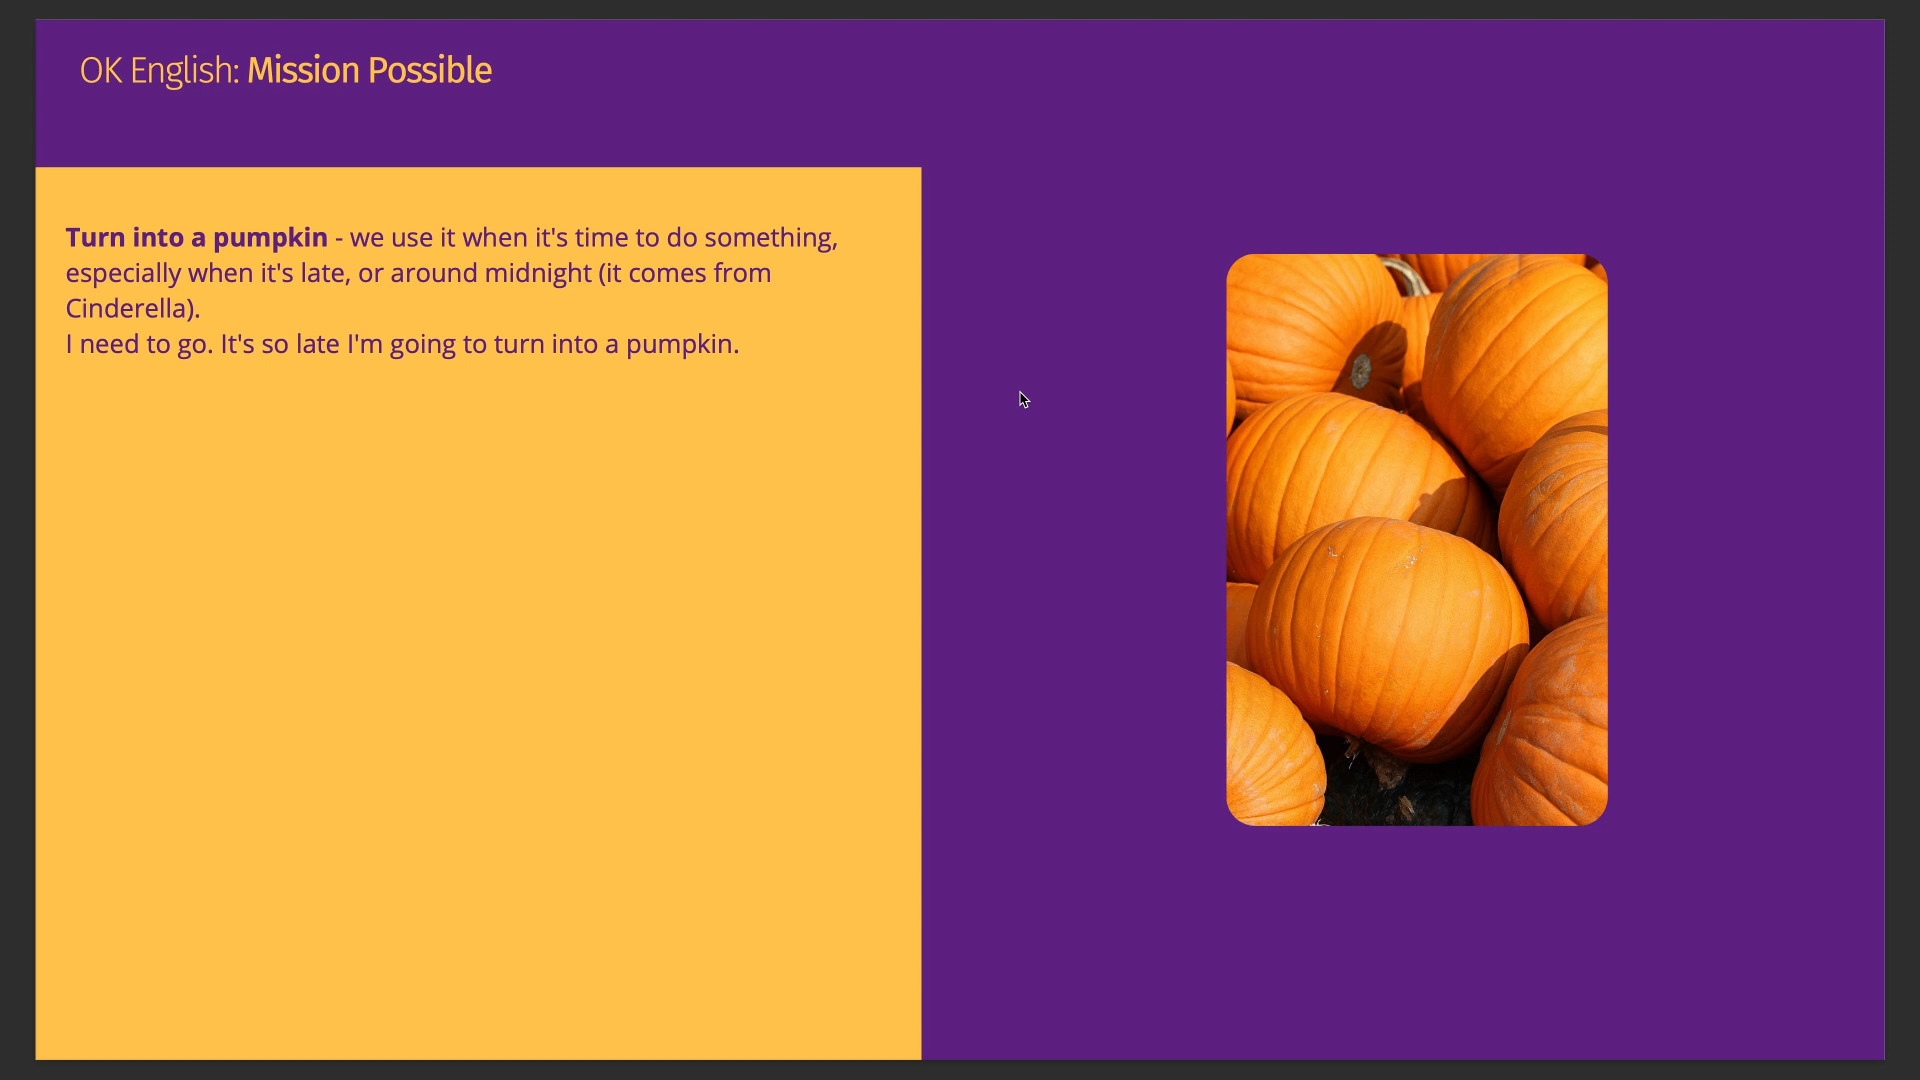 OK English: Mission Possible
Turn into a pumpkin - we use it when it's time to do something,
especially when it's late, or around midnight (it comes from
Cinderella).
I need to go. It's so late I'm going to turn into a pumpkin.